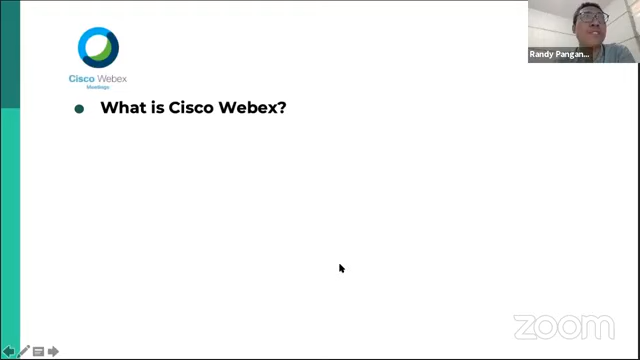 Randy Pangan...
Cisco Webex
Meetings
What is Cisco Webex?
zoom